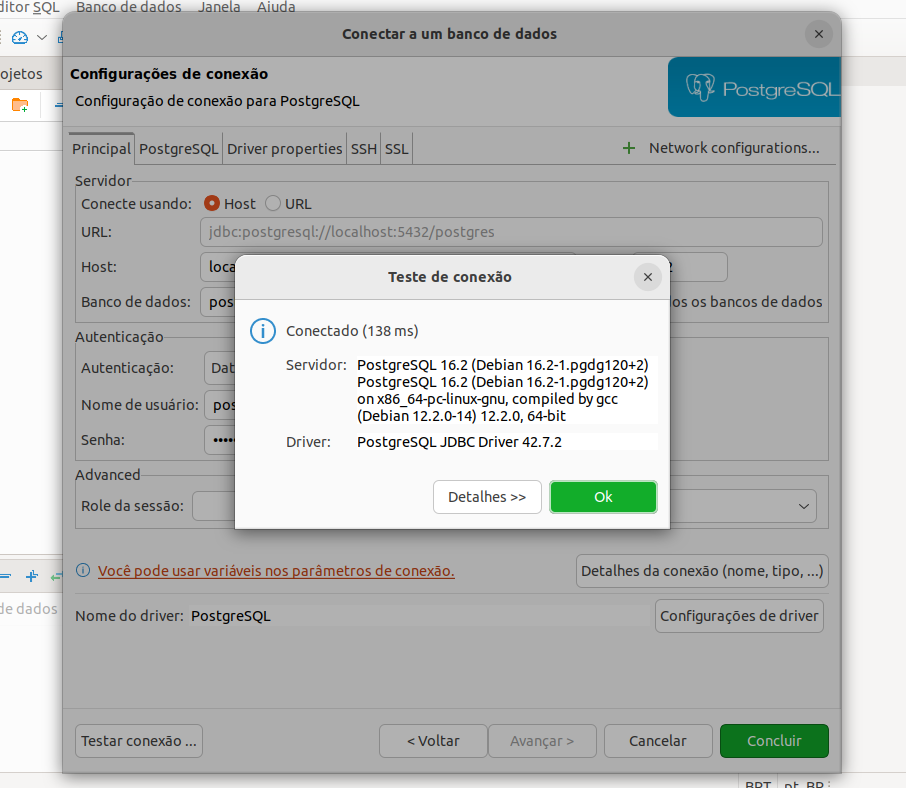 ditor SQL Banco de dados Janela Ajuda
Conectar a um banco de dados
ojetos
Configurações de conexão
Configuração de conexão para PostgreSQL
PostgreSQL
Principal PostgreSQL Driver properties SSH SSL
Network configurations...
Servidor
Conecte usando: Host URL
URL: jdbc:postgresql://localhost:5432/postgres
Host: loca 2
Banco de dados: pos os os bancos de dados
Autenticação
Autenticação: Dat
Nome de usuário: pos
Senha: ••••
Advanced
Role da sessão:
Teste de conexão
Conectado (138 ms)
Servidor: PostgreSQL 16.2 (Debian 16.2-1.pgdg120+2)
PostgreSQL 16.2 (Debian 16.2-1.pgdg120+2)
on x86_64-pc-linux-gnu, compiled by gcc
(Debian 12.2.0-14) 12.2.0, 64-bit
Driver: PostgreSQL JDBC Driver 42.7.2
Detalhes >> Ok
Você pode usar variáveis nos parâmetros de conexão.
Detalhes da conexão (nome, tipo, ...)
de dados
Nome do driver: PostgreSQL
Configurações de driver
Testar conexão ... < Voltar Avançar > Cancelar Concluir
BRT pt_BR